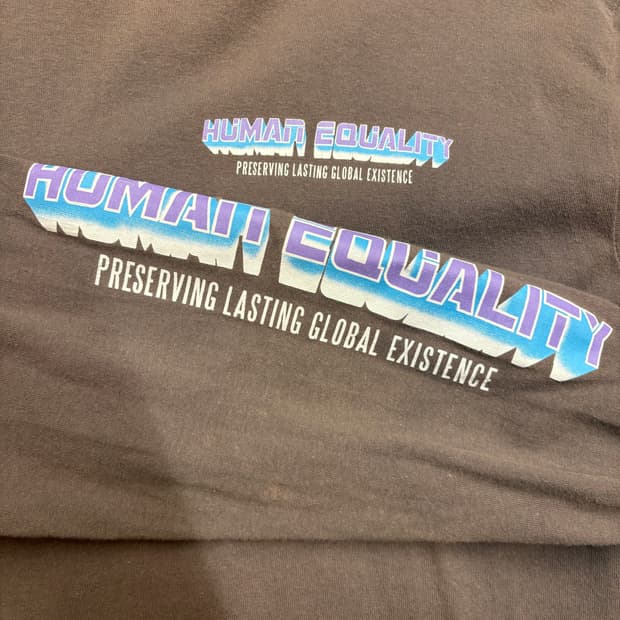 HUMAN EQUALITY
PRESERVING LASTING GLOBAL EXISTENCE
HUMAN EQUALITY
PRESERVING LASTING GLOBAL EXISTENCE